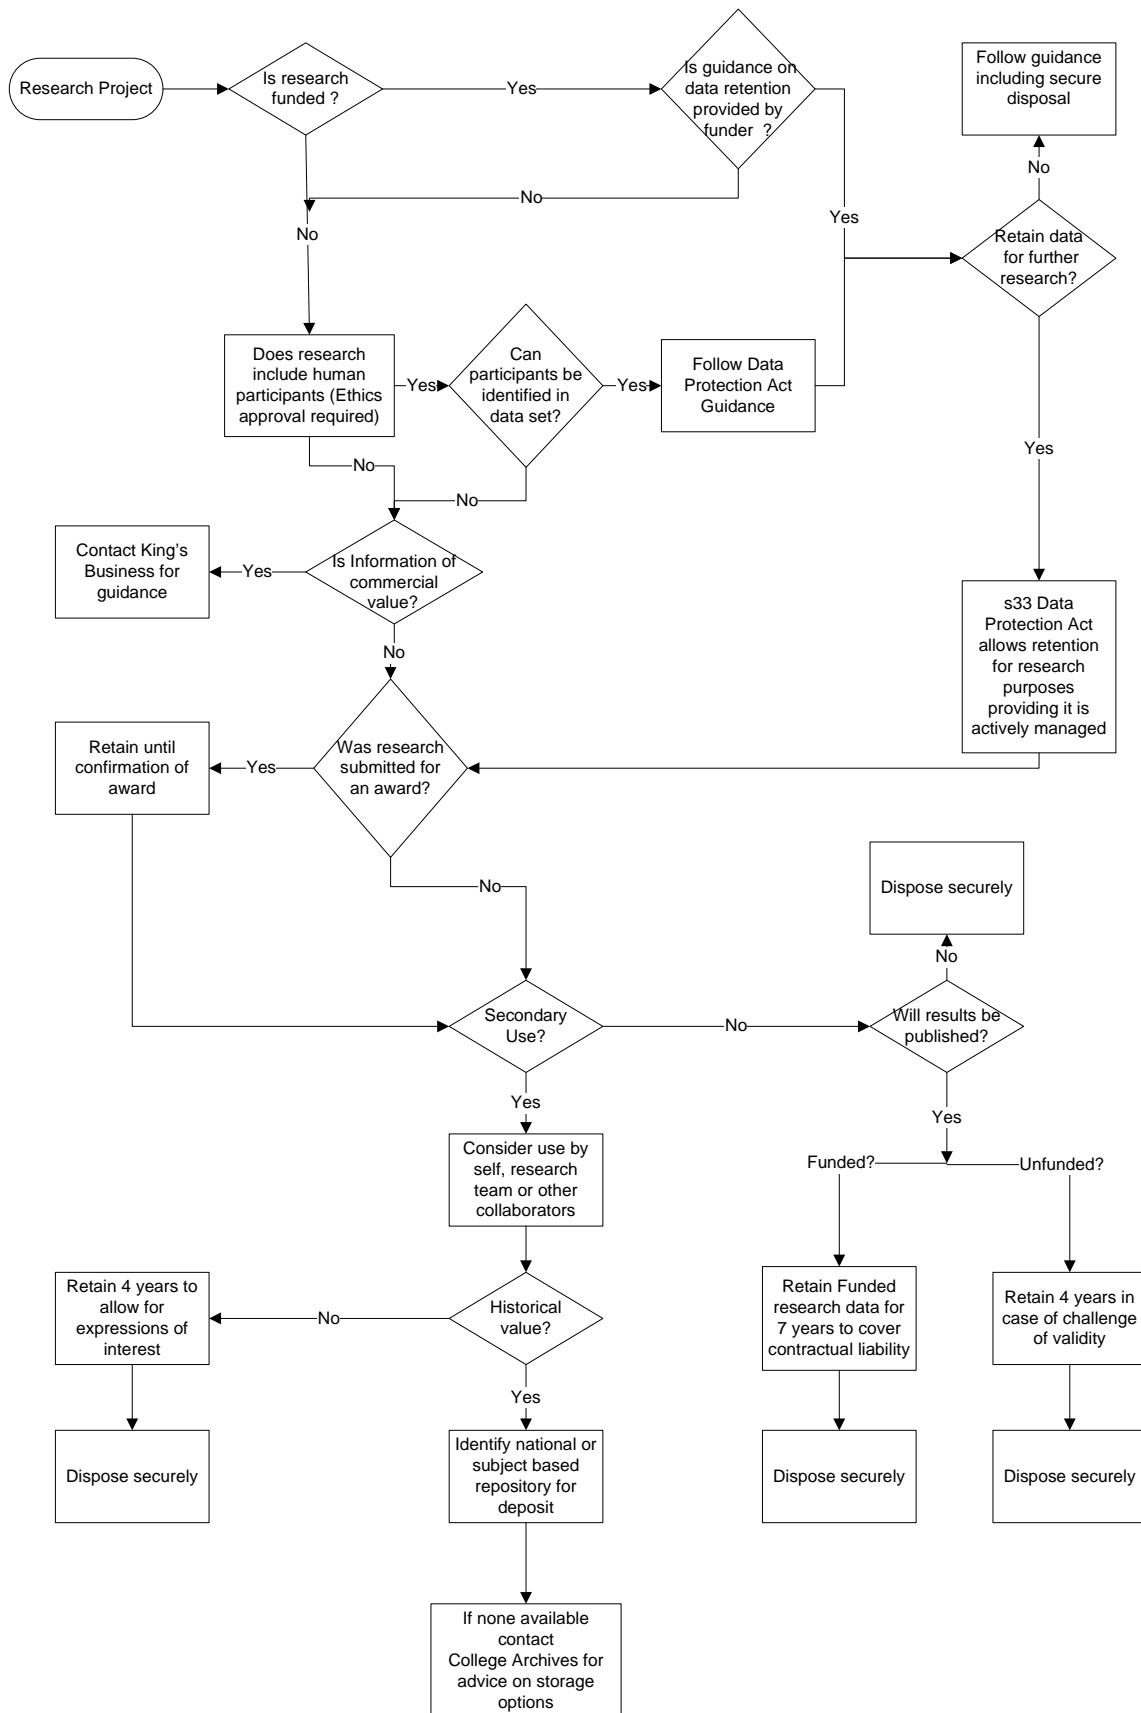 Research Project
Is research
funded ?
Yes
Is guidance on
data retention
provided by
funder ?
Follow guidance
including secure
disposal
No
No
Yes
No
Retain data
for further
research?
Does research
include human
participants (Ethics
approval required)
Yes
Can
participants be
identified in
data set?
Yes
Follow Data
Protection Act
Guidance
Yes
No
No
Contact King's
Business for
guidance
Yes
Is Information of
commercial
value?
No
s33 Data
Protection Act
allows retention
for research
purposes
providing it is
actively managed
Retain until
confirmation of
award
Yes
Was research
submitted for
an award?
No
Dispose securely
No
Secondary
Use?
No
Will results be
published?
Yes
Yes
Consider use by
self, research
team or other
collaborators
Funded?
Unfunded?
Retain 4 years to
allow for
expressions of
interest
No
Historical
value?
Retain Funded
research data for
7 years to cover
contractual liability
Retain 4 years in
case of challenge
of validity
Yes
Dispose securely
Identify national or
subject based
repository for
deposit
Dispose securely
Dispose securely
If none available
contact
College Archives for
advice on storage
options